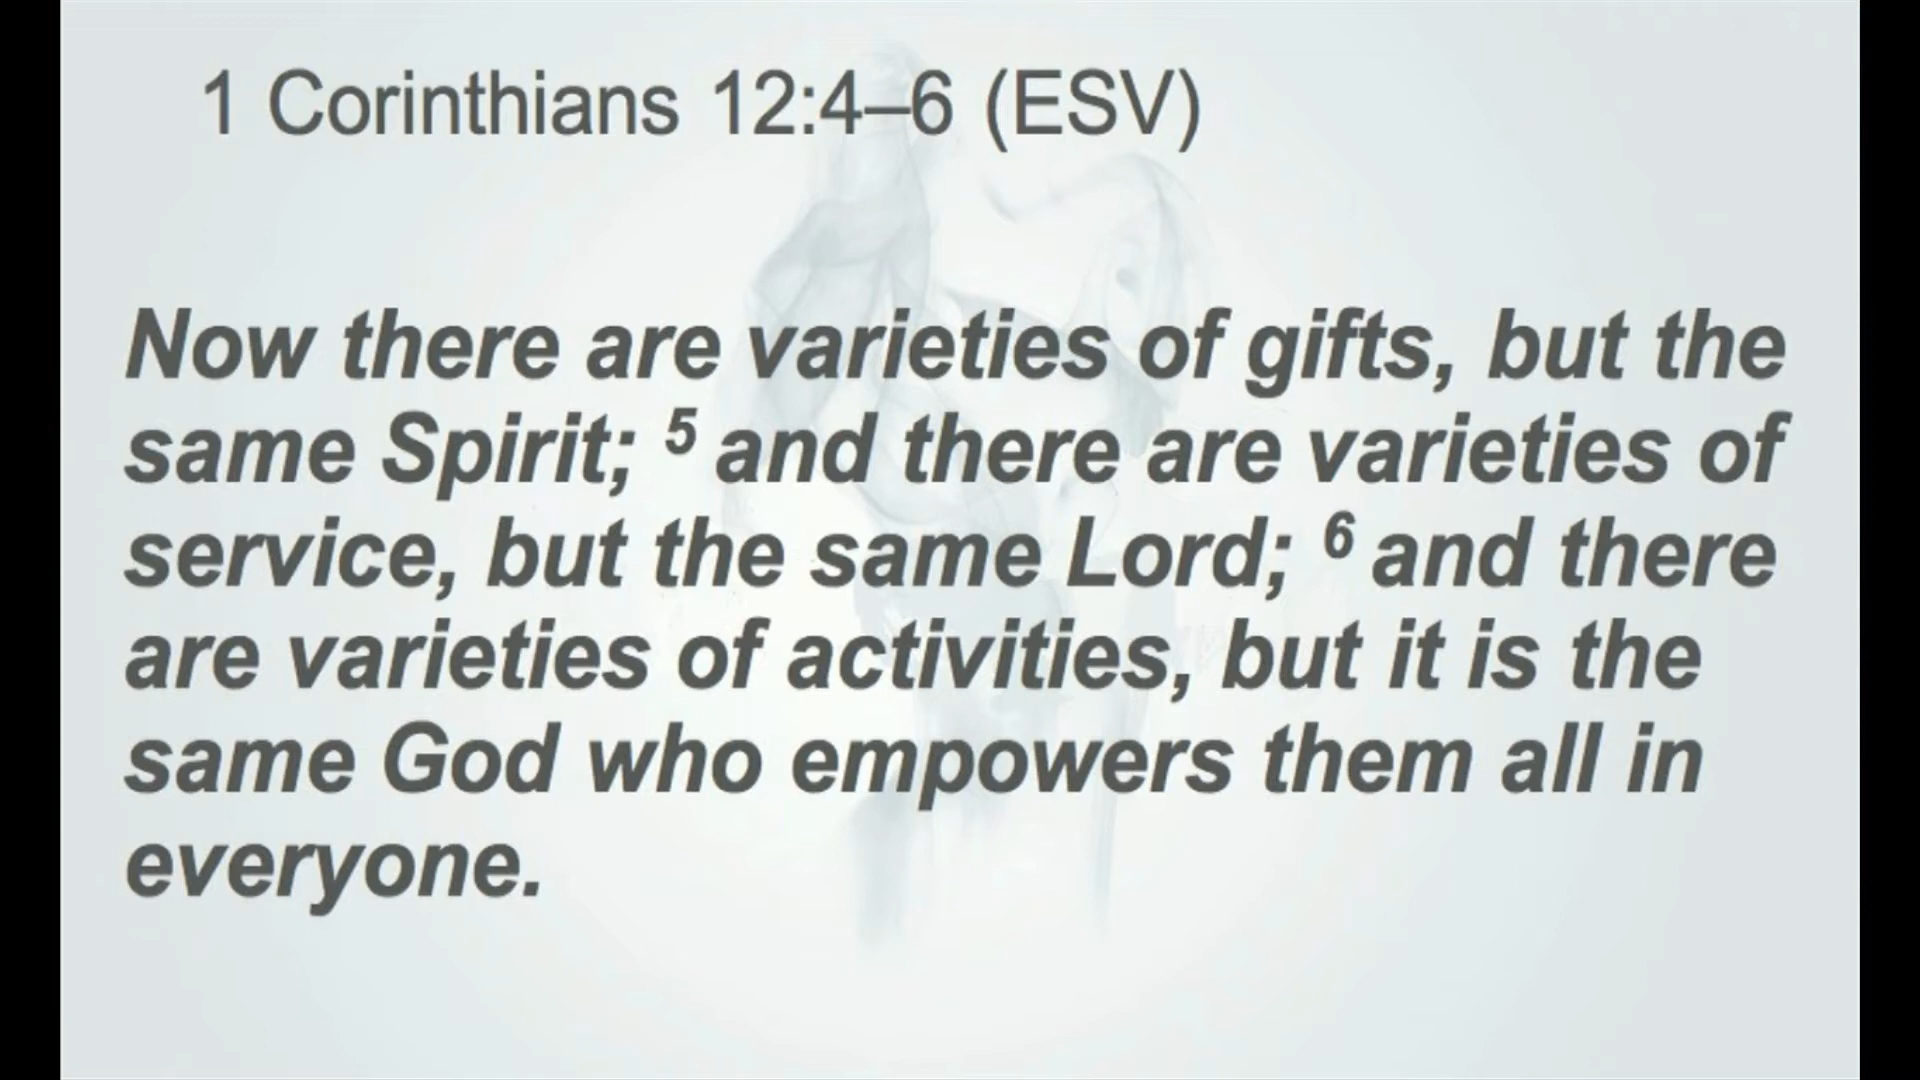 1 Corinthians 12:4–6 (ESV)
Now there are varieties of gifts, but the
same Spirit; ⁵ and there are varieties of
service, but the same Lord; ⁶ and there
are varieties of activities, but it is the
same God who empowers them all in
everyone.